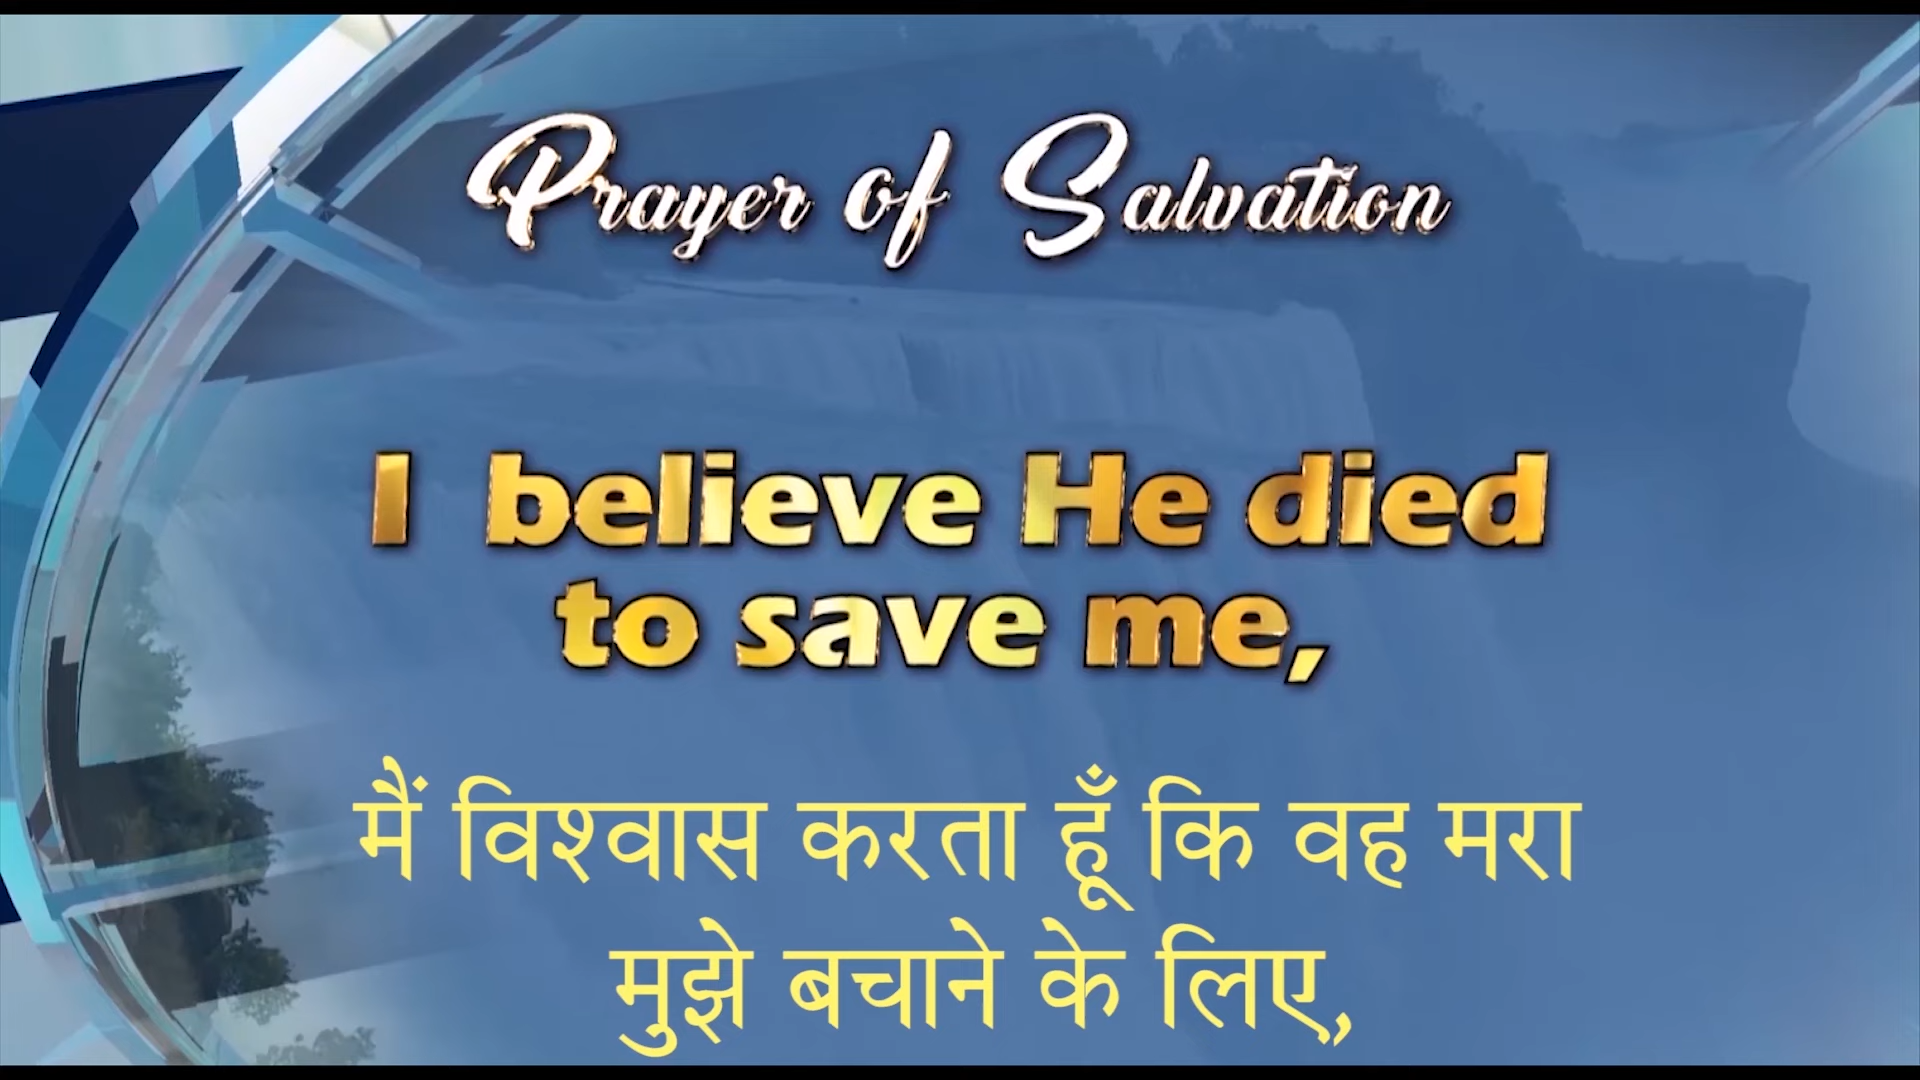 Prayer of Salvation
I believe He died
to save me,
मैं विश्वास करता हूँ कि वह मरा
मुझे बचाने के लिए,